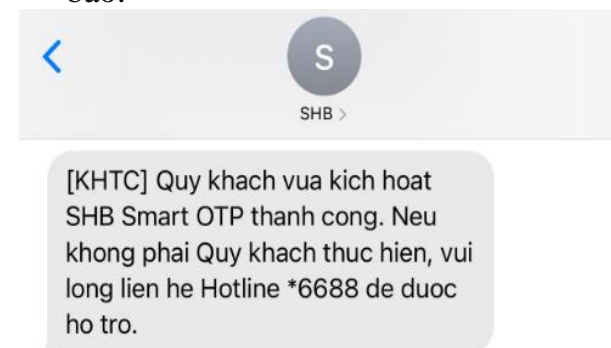 S
SHB >
[KHTC] Quy khach vua kich hoat
SHB Smart OTP thanh cong. Neu
khong phai Quy khach thuc hien, vui
long lien he Hotline *6688 de duoc
ho tro.